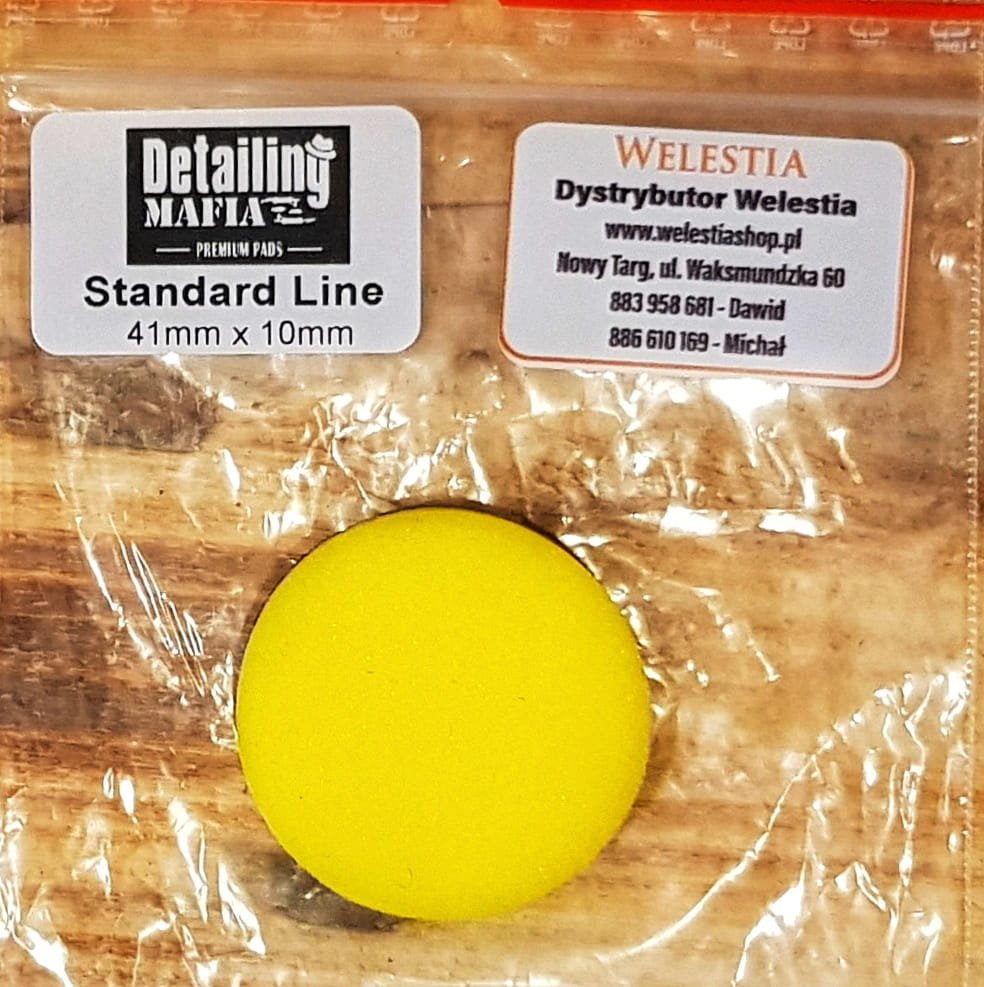 Detailing
MAFIA
PREMIUM PADS
Standard Line
41mm x 10mm
WELESTIA
Dystrybutor Welestia
www.welestiashop.pl
Nowy Targ, ul. Waksmundzka 60
883 958 681 - Dawid
886 610 169 - Michał